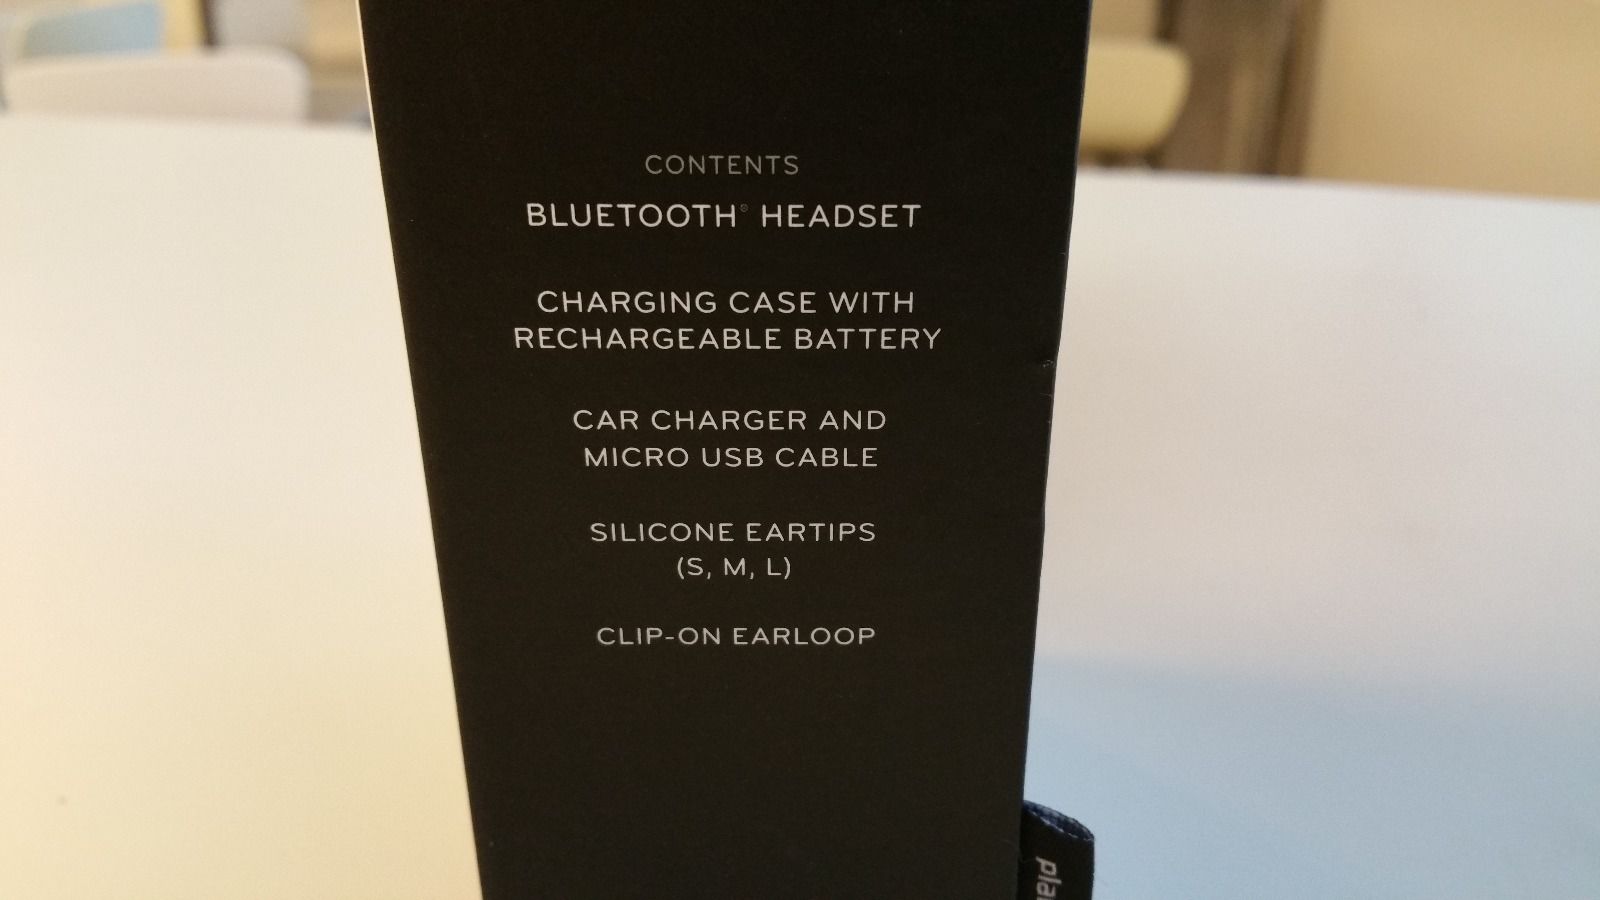 CONTENTS
BLUETOOTH® HEADSET
CHARGING CASE WITH
RECHARGEABLE BATTERY
CAR CHARGER AND
MICRO USB CABLE
SILICONE EARTIPS
(S, M, L)
CLIP-ON EARLOOP